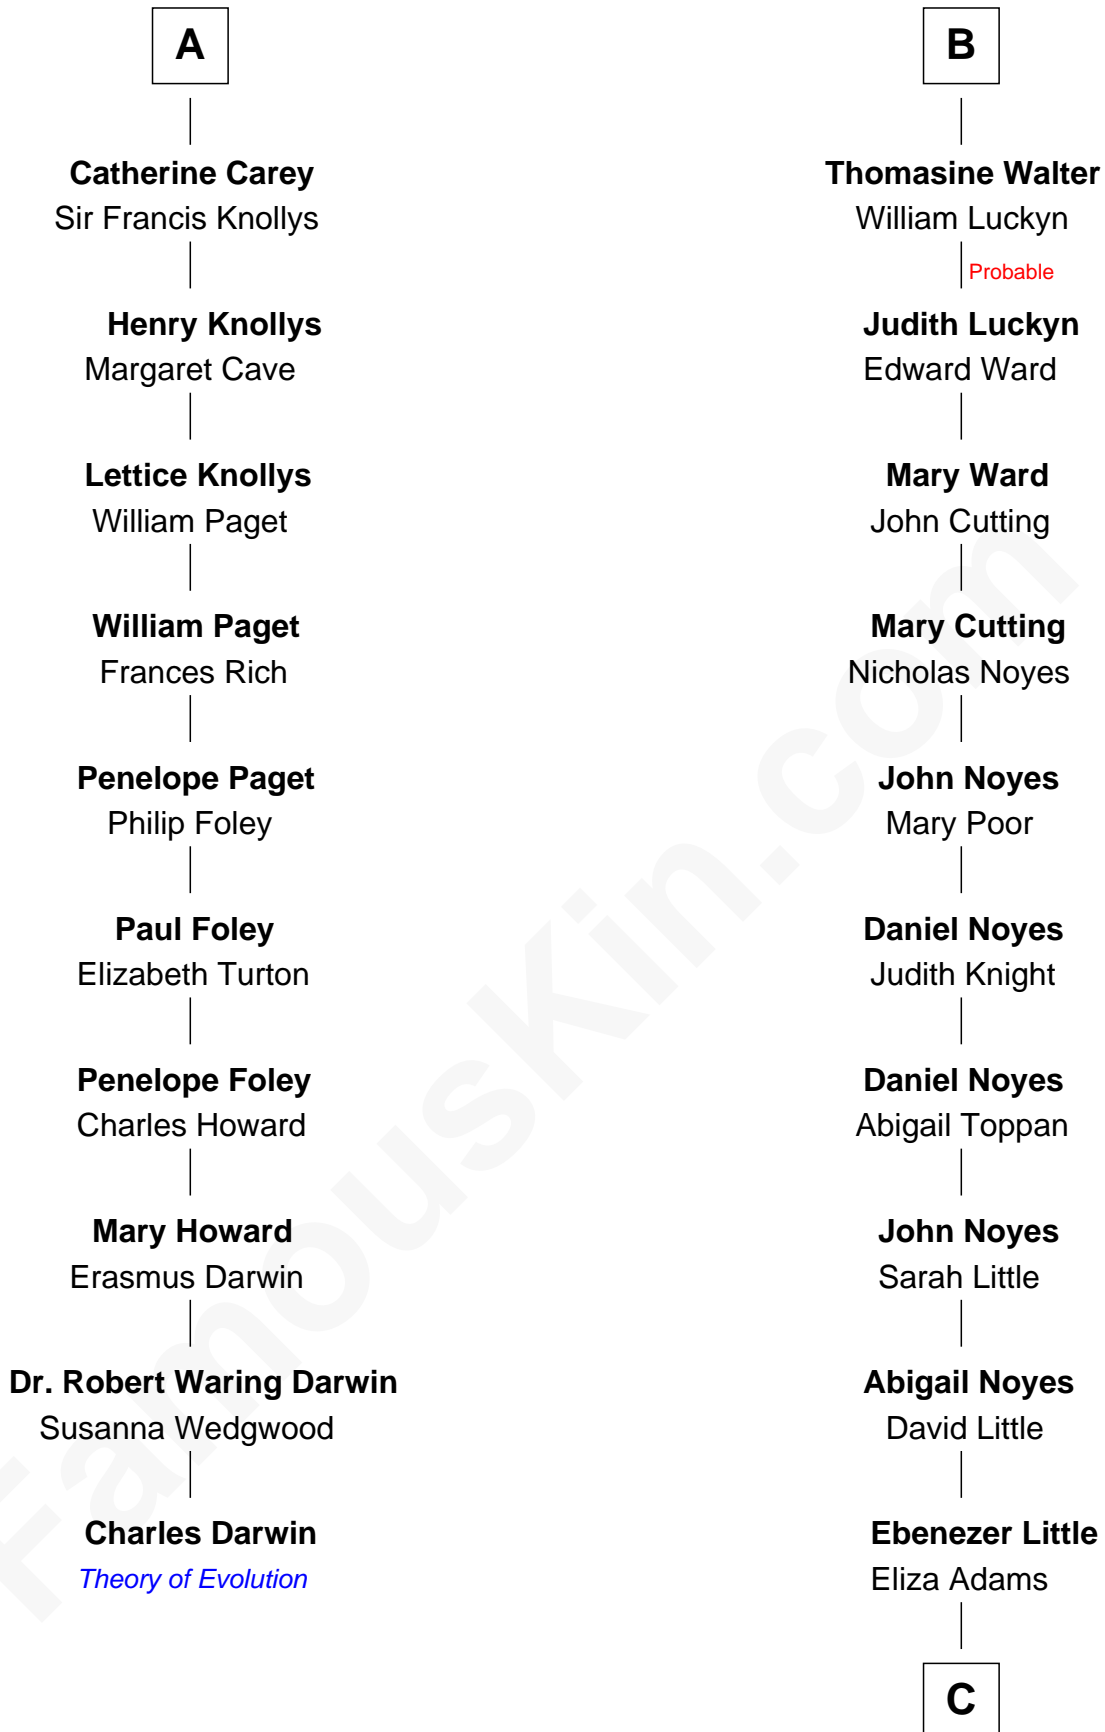 A
Catherine Carey
Sir Francis Knollys
Henry Knollys
Margaret Cave
Lettice Knollys
William Paget
William Paget
Frances Rich
Penelope Paget
Philip Foley
Paul Foley
Elizabeth Turton
Penelope Foley
Charles Howard
Mary Howard
Erasmus Darwin
Dr. Robert Waring Darwin
Susanna Wedgwood
Charles Darwin
Theory of Evolution
B
Thomasine Walter
William Luckyn
Probable
Judith Luckyn
Edward Ward
Mary Ward
John Cutting
Mary Cutting
Nicholas Noyes
John Noyes
Mary Poor
Daniel Noyes
Judith Knight
Daniel Noyes
Abigail Toppan
John Noyes
Sarah Little
Abigail Noyes
David Little
Ebenezer Little
Eliza Adams
C
FamousKin.com